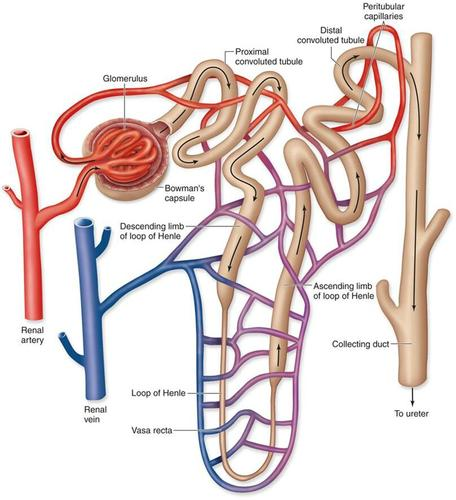 Peritubular
capillaries
Distal
convoluted tubule
Proximal
convoluted tubule
Glomerulus
Bowman's
capsule
Descending limb
of loop of Henle
Ascending limb
of loop of Henle
Renal
artery
Collecting duct
Loop of Henle
Renal
vein
To ureter
Vasa recta